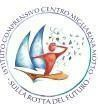 ISTITUTO COMPRENSIVO CENTRO MIGLIARINA MOTTO
SULLA ROTTA DEL FUTURO